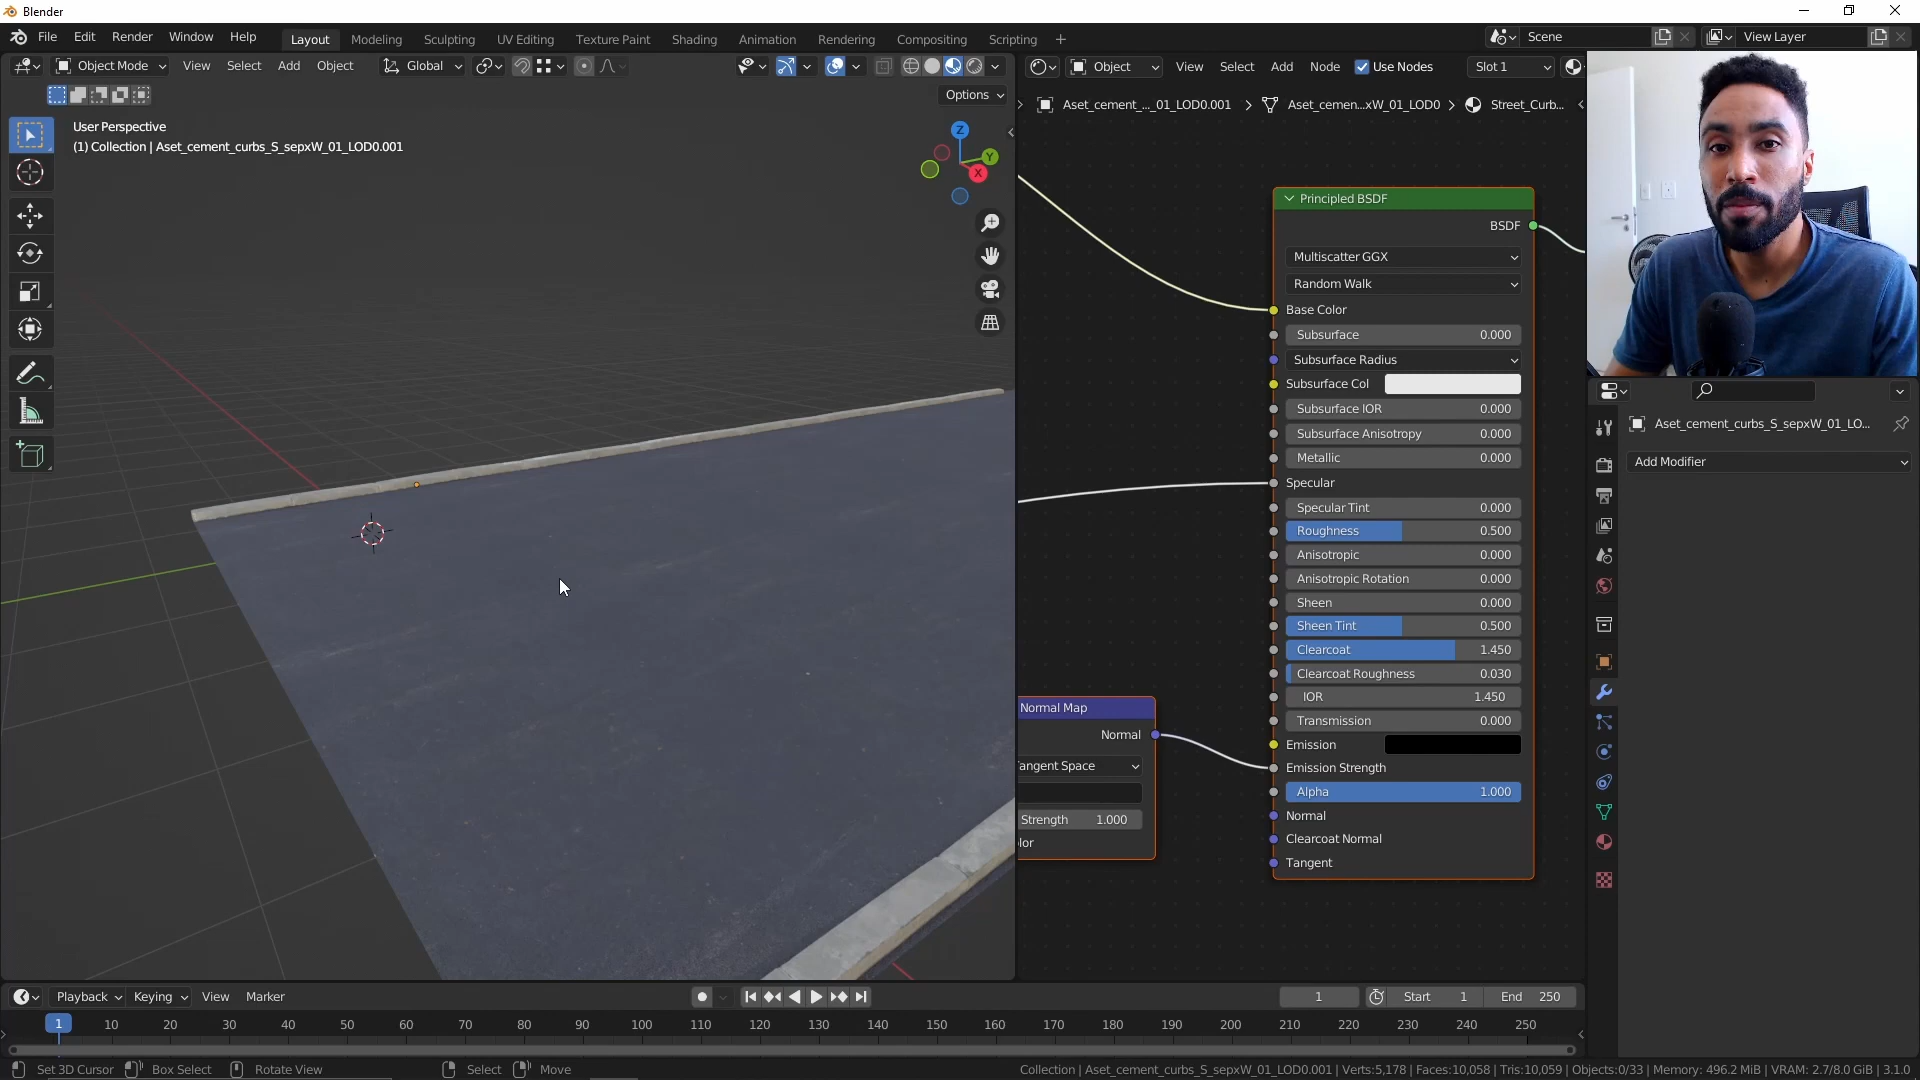 Blender
File Edit Render Window Help Layout Modeling Sculpting UV Editing Texture Paint Shading Animation Rendering Compositing Scripting Scene View Layer
Object Mode View Select Add Object Global Object View Select Add Node Use Nodes Slot 1
Options
Aset_cement_..._01_LOD0.001 Aset_cemen...xW_01_LOD0 Street_Curb...
User Perspective
(1) Collection | Aset_cement_curbs_S_sepxW_01_LOD0.001
Z
Y
X
Principled BSDF
BSDF
Multiscatter GGX
Random Walk
Base Color
Subsurface 0.000
Subsurface Radius
Subsurface Col
Subsurface IOR 0.000
Subsurface Anisotropy 0.000
Metallic 0.000
Specular
Specular Tint 0.000
Roughness 0.500
Anisotropic 0.000
Anisotropic Rotation 0.000
Sheen 0.000
Sheen Tint 0.500
Clearcoat 1.450
Clearcoat Roughness 0.030
IOR 1.450
Transmission 0.000
Emission
Emission Strength
Alpha 1.000
Normal
Clearcoat Normal
Tangent
Normal Map
Normal
Tangent Space
Strength 1.000
lor
Aset_cement_curbs_S_sepxW_01_LO...
Add Modifier
Playback Keying View Marker 1 Start 1 End 250
1 10 20 30 40 50 60 70 80 90 100 110 120 130 140 150 160 170 180 190 200 210 220 230 240 250
Set 3D Cursor Box Select Rotate View Select Move Collection | Aset_cement_curbs_S_sepxW_01_LOD0.001 | Verts:5,178 | Faces:10,058 | Tris:10,059 | Objects:0/33 | Memory: 496.2 MiB | VRAM: 2.7/8.0 GiB | 3.1.0